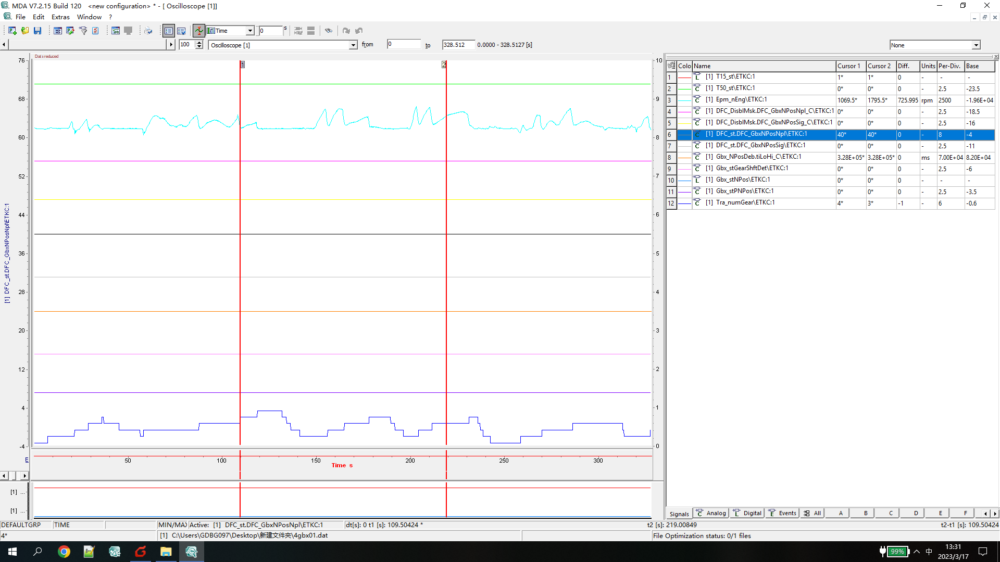 MDA V7.2.15 Build 120 <new configuration> * - [ Oscilloscope [1]]
File Edit Extras Window ?
Time 0 s
100 Oscilloscope [1] from 0 to 328.512 0.0000 - 328.5127 [s] None
Data reduced
76 68 60 52 44 36 28 20 12 4 -4
[1] DFC_st.DFC_GbxNPosNpl\ETKC:1
1 2
10 9 8 7 6 5 4 3 2 1 0
E 50 100 150 200 250 300
Time s
[1] ...
[1] ...
Colo Name Cursor 1 Cursor 2 Diff. Units Per-Div. Base
1 L [1] T15_st\ETKC:1 1* 1* 0 - - -
2 C [1] T50_st\ETKC:1 0* 0* 0 - 2.5 -23.5
3 C [1] Epm_nEng\ETKC:1 1069.5* 1795.5* 725.995 rpm 2500 -1.96E+04
4 C [1] DFC_DisblMsk.DFC_GbxNPosNpl_C\ETKC:1 0* 0* 0 - 2.5 -18.5
5 C [1] DFC_DisblMsk.DFC_GbxNPosSig_C\ETKC:1 0* 0* 0 - 2.5 -16
6 C [1] DFC_st.DFC_GbxNPosNpl\ETKC:1 40* 40* 0 - 8 -4
7 C [1] DFC_st.DFC_GbxNPosSig\ETKC:1 0* 0* 0 - 2.5 -11
8 C [1] Gbx_NPosDeb.tiLoHi_C\ETKC:1 3.28E+05* 3.28E+05* 0 ms 7.00E+04 8.20E+04
9 C [1] Gbx_stGearShftDet\ETKC:1 0* 0* 0 - 2.5 -6
10 L [1] Gbx_stNPos\ETKC:1 0* 0* 0 - - -
11 C [1] Gbx_stPNPos\ETKC:1 0* 0* 0 - 2.5 -3.5
12 C [1] Tra_numGear\ETKC:1 4* 3* -1 - 6 -0.6
Signals C Analog L Digital E Events All A B C D E F
DEFAULTGRP TIME MIN/MAX Active: [1] DFC_st.DFC_GbxNPosNpl\ETKC:1 dt[s]: 0 t1 [s]: 109.50424 * t2 [s]: 219.00849 t2-t1 [s]: 109.50424
4* [1] C:\Users\GDBG097\Desktop\新建文件夹\4gbx01.dat File Optimization status: 0/1 files
99% 中 13:31
2023/3/17